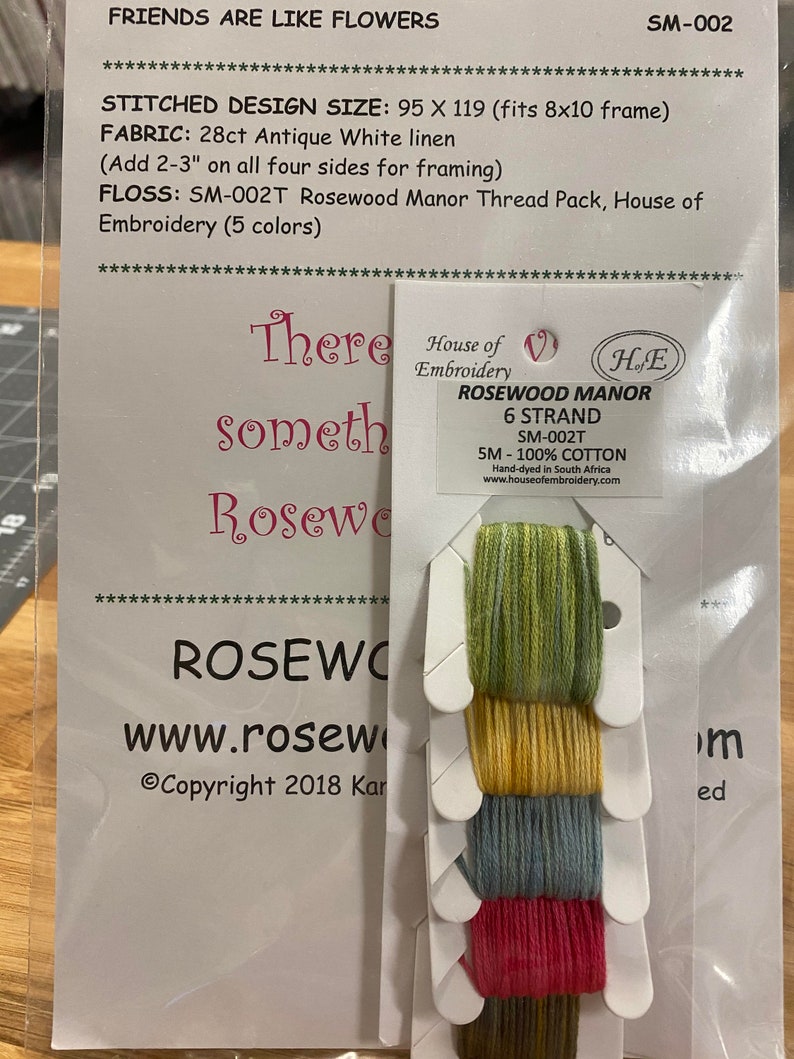 FRIENDS ARE LIKE FLOWERS SM-002
************************************************************
STITCHED DESIGN SIZE: 95 X 119 (fits 8x10 frame)
FABRIC: 28ct Antique White linen
(Add 2-3" on all four sides for framing)
FLOSS: SM-002T Rosewood Manor Thread Pack, House of
Embroidery (5 colors)
************************************************************
There
someth
Rosewo
House of
Embroidery
HofE
ROSEWOOD MANOR
6 STRAND
SM-002T
5M - 100% COTTON
Hand-dyed in South Africa
www.houseofembroidery.com
ROSEWO
www.rosew om
©Copyright 2018 Kar ed
18
17